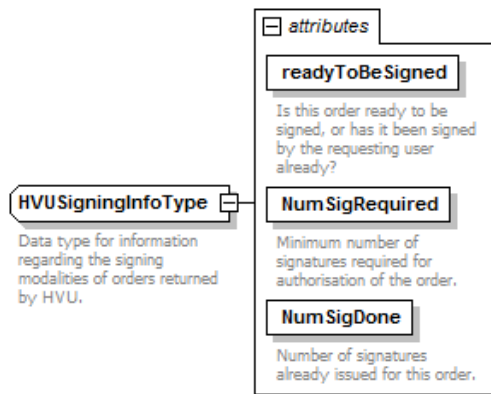 attributes
readyToBeSigned
Is this order ready to be
signed, or has it been signed
by the requesting user
already?
HVUSigningInfoType
Data type for information
regarding the signing
modalities of orders returned
by HVU.
NumSigRequired
Minimum number of
signatures required for
authorisation of the order.
NumSigDone
Number of signatures
already issued for this order.